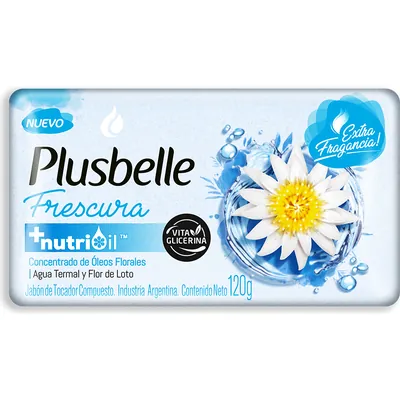 NUEVO
Plusbelle
Frescura
+nutrioil™
VITA
GLICERINA
Extra
Fragancia!
Concentrado de Óleos Florales
Agua Termal y Flor de Loto
Jabón de Tocador Compuesto. Industria Argentina. Contenido Neto 120g